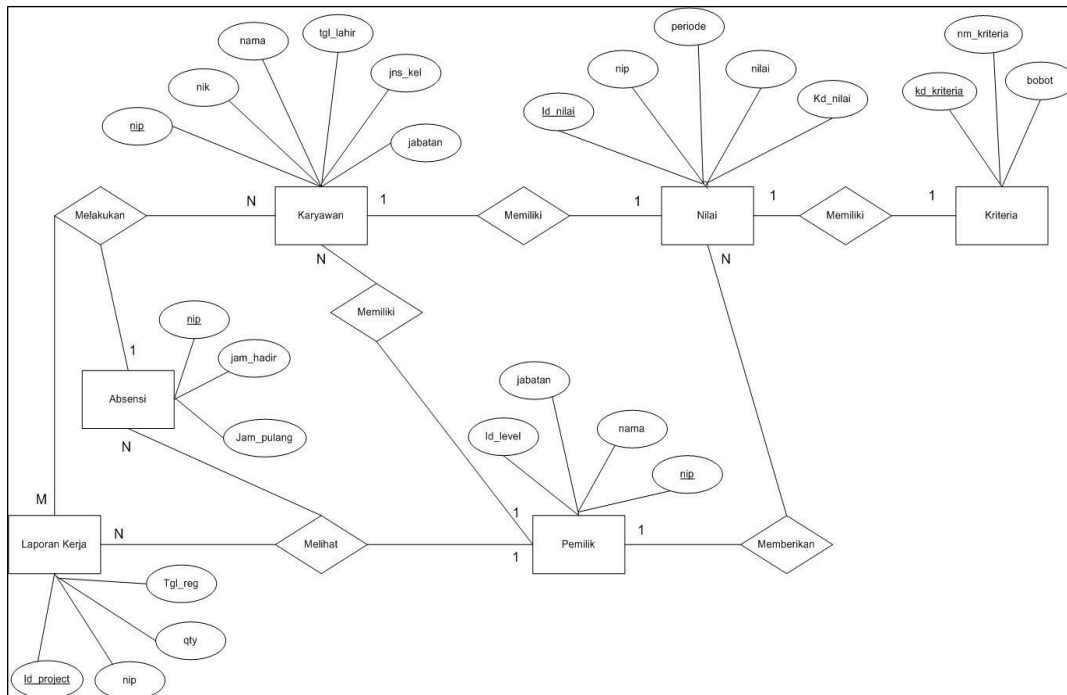 tgl_lahir
nama
jns_kel
nik
nip
jabatan
periode
nip
nilai
Id_nilai
Kd_nilai
nm_kriteria
bobot
kd_kriteria
Melakukan
N
Karyawan
1
Memiliki
1
Nilai
1
Memiliki
1
Kriteria
N
N
Memiliki
nip
jam_hadir
Jam_pulang
1
Absensi
N
jabatan
Id_level
nama
nip
M
Laporan Kerja
N
Melihat
1
1
Pemilik
1
Memberikan
Tgl_reg
qty
Id_project
nip